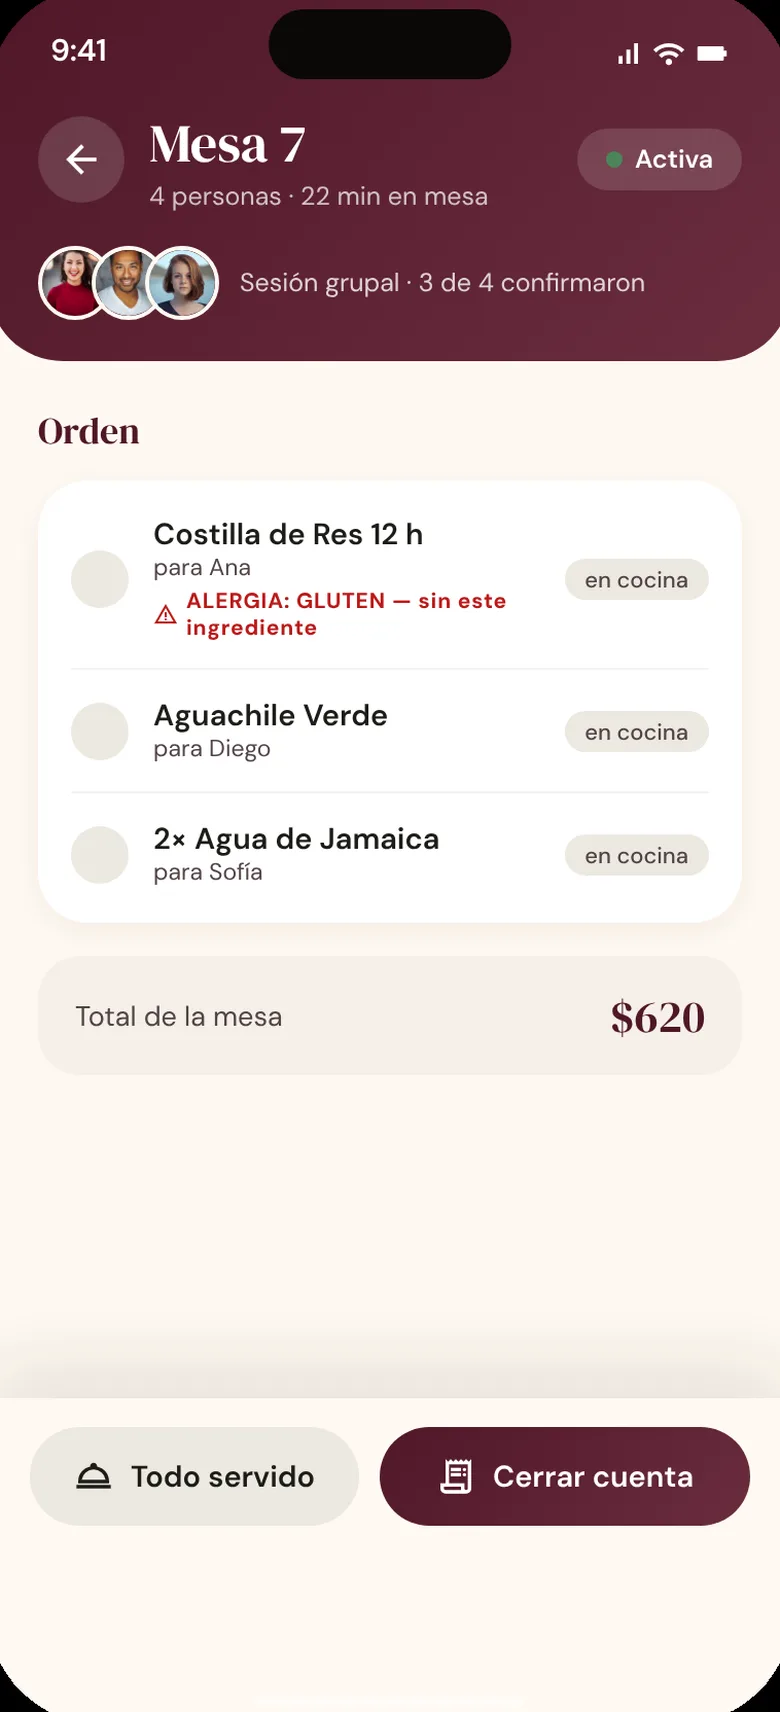 9:41
Mesa 7
4 personas · 22 min en mesa
Activa
Sesión grupal · 3 de 4 confirmaron
Orden
Costilla de Res 12 h
para Ana
ALERGIA: GLUTEN — sin este
ingrediente
en cocina
Aguachile Verde
para Diego
en cocina
2× Agua de Jamaica
para Sofía
en cocina
Total de la mesa
$620
Todo servido
Cerrar cuenta